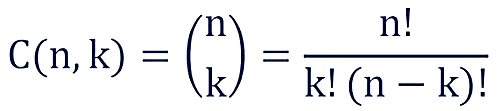 C(n, k) = (n k) = n! / k! (n − k)!